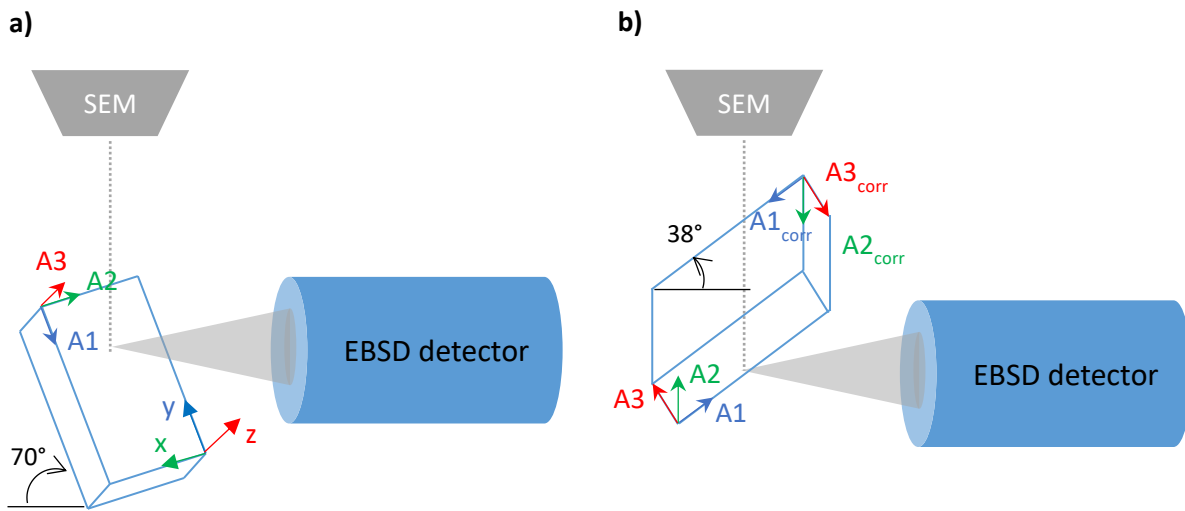 a)
SEM
A3
A2
A1
EBSD detector
y
x
z
70°
b)
SEM
A3corr
A1corr
A2corr
38°
A3
A2
A1
EBSD detector